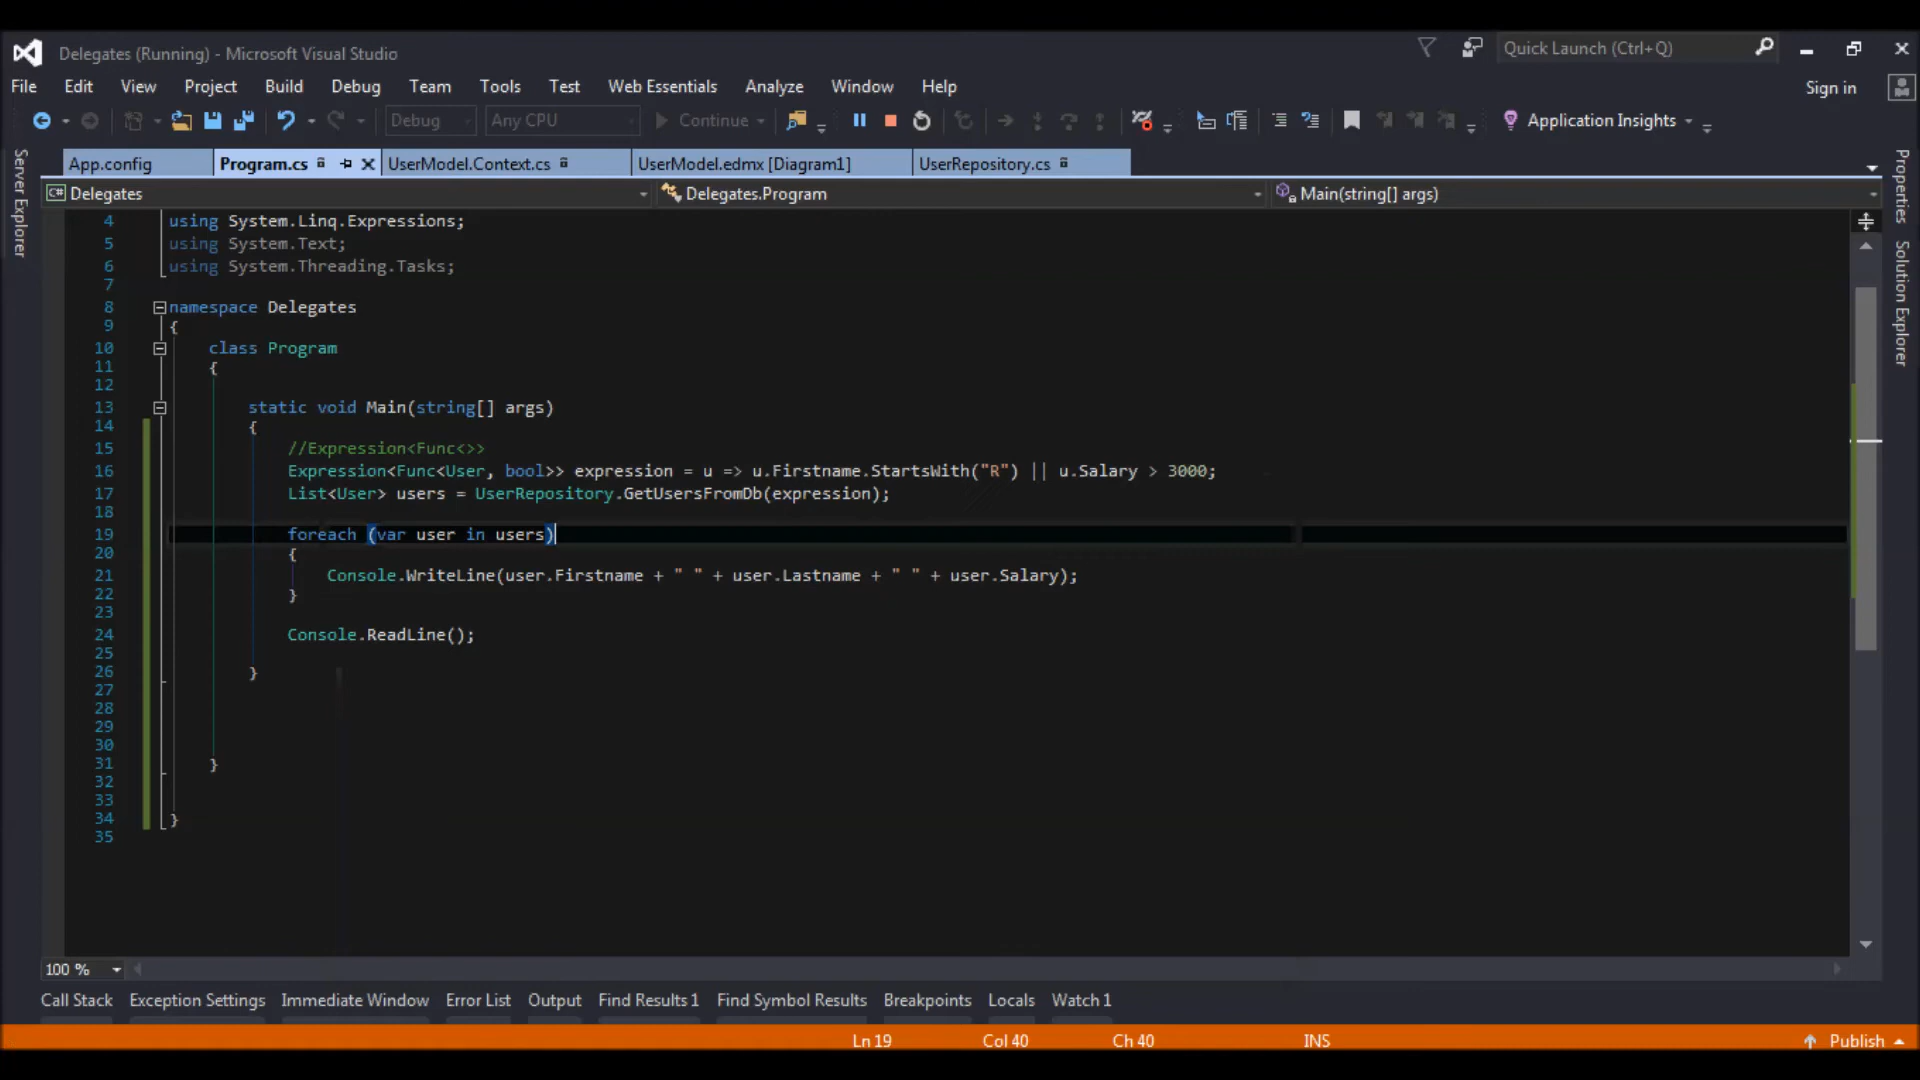 Delegates (Running) - Microsoft Visual Studio
Quick Launch (Ctrl+Q)
File Edit View Project Build Debug Team Tools Test Web Essentials Analyze Window Help
Sign in
Debug Any CPU Continue Application Insights
Server Explorer
App.config Program.cs UserModel.Context.cs UserModel.edmx [Diagram1] UserRepository.cs
Properties
Solution Explorer
C# Delegates Delegates.Program Main(string[] args)
4 using System.Linq.Expressions;
5 using System.Text;
6 using System.Threading.Tasks;
7
8 namespace Delegates
9 {
10 class Program
11 {
12
13 static void Main(string[] args)
14 {
15 //Expression<Func<>>
16 Expression<Func<User, bool>> expression = u => u.Firstname.StartsWith("R") || u.Salary > 3000;
17 List<User> users = UserRepository.GetUsersFromDb(expression);
18
19 foreach (var user in users)
20 {
21 Console.WriteLine(user.Firstname + " " + user.Lastname + " " + user.Salary);
22 }
23
24 Console.ReadLine();
25
26 }
27
28
29
30
31 }
32
33
34 }
35
100 %
Call Stack Exception Settings Immediate Window Error List Output Find Results 1 Find Symbol Results Breakpoints Locals Watch 1
Ln 19 Col 40 Ch 40 INS Publish